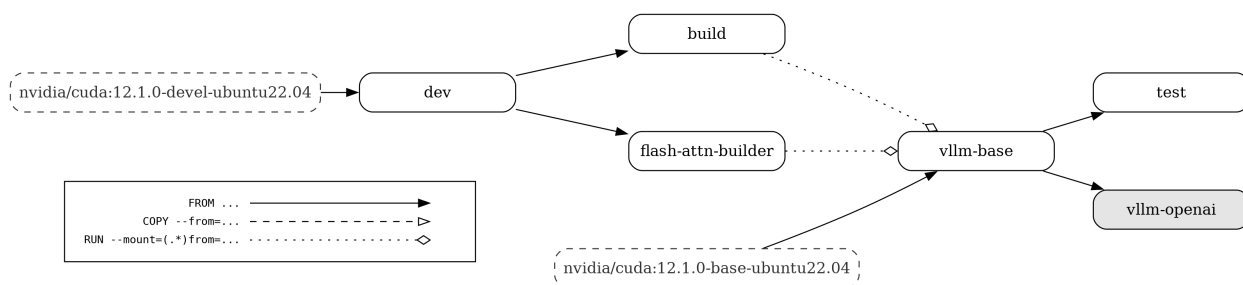 build
nvidia/cuda:12.1.0-devel-ubuntu22.04
dev
test
flash-attn-builder
vllm-base
vllm-openai
FROM ...
COPY --from=...
RUN --mount=(.*)from=...
nvidia/cuda:12.1.0-base-ubuntu22.04